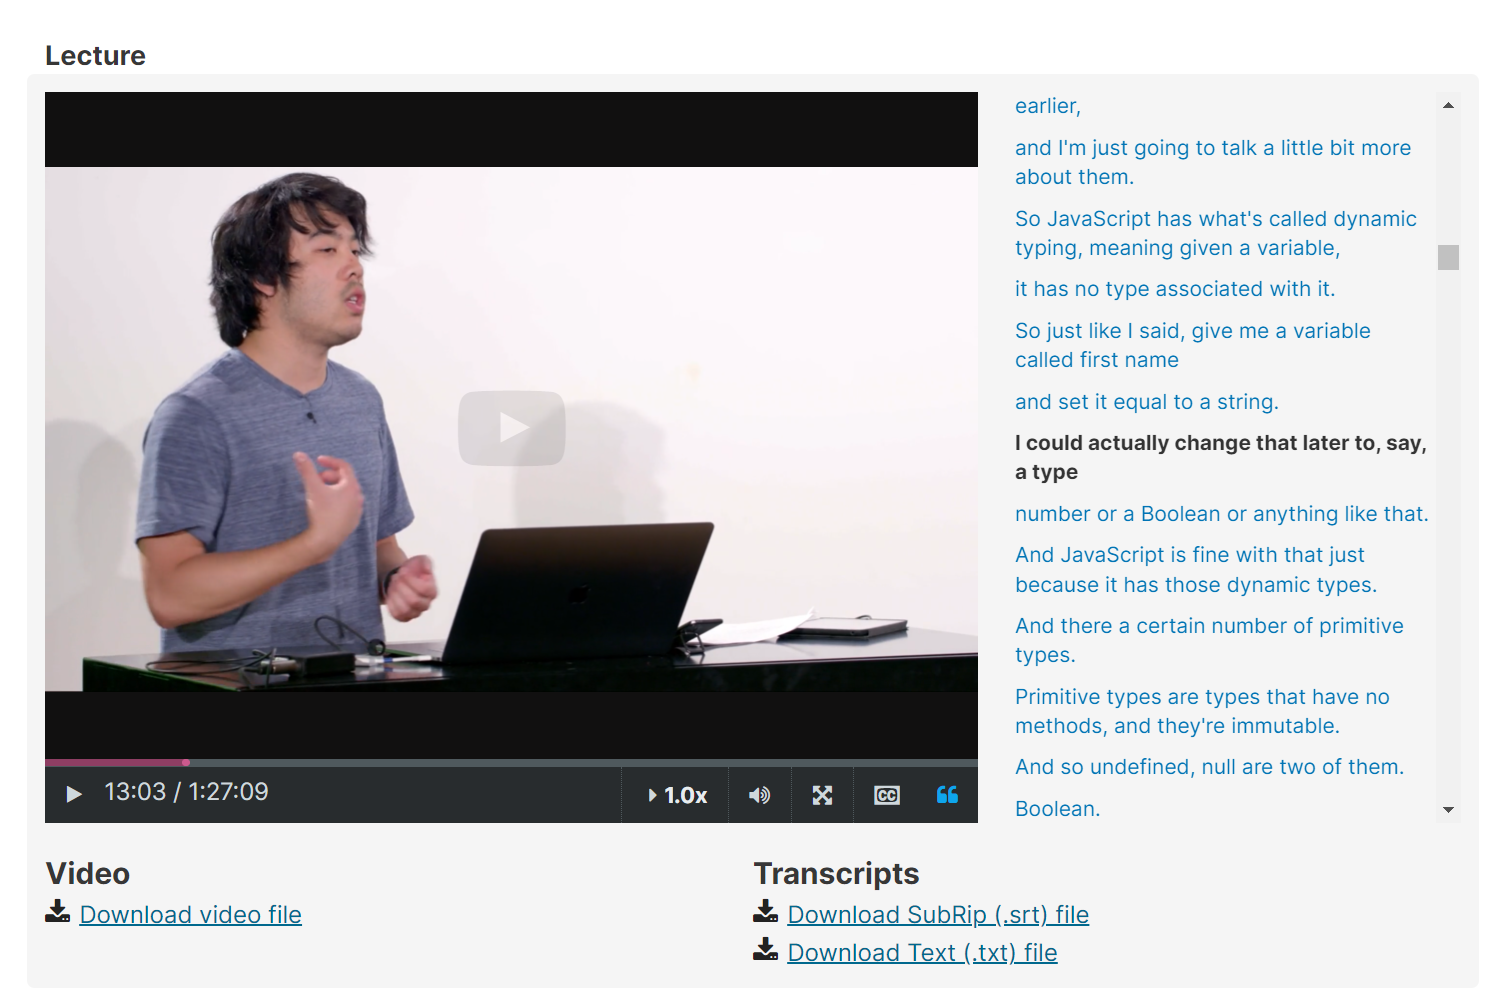 Lecture
earlier,
and I'm just going to talk a little bit more
about them.
So JavaScript has what's called dynamic
typing, meaning given a variable,
it has no type associated with it.
So just like I said, give me a variable
called first name
and set it equal to a string.
I could actually change that later to, say,
a type
number or a Boolean or anything like that.
And JavaScript is fine with that just
because it has those dynamic types.
And there a certain number of primitive
types.
Primitive types are types that have no
methods, and they're immutable.
And so undefined, null are two of them.
Boolean.
13:03 / 1:27:09
1.0x
CC
Video
Download video file
Transcripts
Download SubRip (.srt) file
Download Text (.txt) file